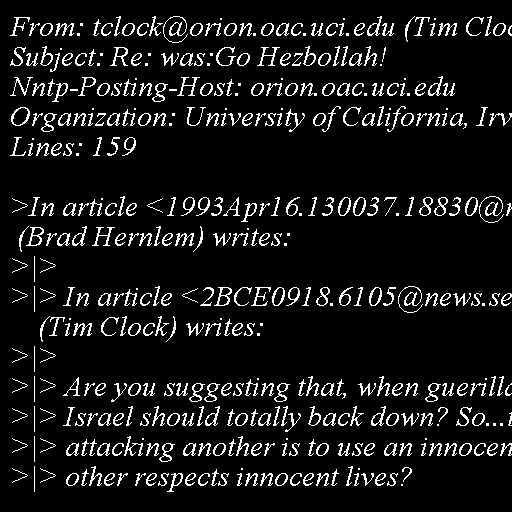 From: tclock@orion.oac.uci.edu (Tim Cloc
Subject: Re: was:Go Hezbollah!
Nntp-Posting-Host: orion.oac.uci.edu
Organization: University of California, Irv
Lines: 159

>In article <1993Apr16.130037.18830@n
(Brad Hernlem) writes:
>|>
>|> In article <2BCE0918.6105@news.se
(Tim Clock) writes:
>|>
>|> Are you suggesting that, when guerilla
>|> Israel should totally back down? So...t
>|> attacking another is to use an innocen
>|> other respects innocent lives?